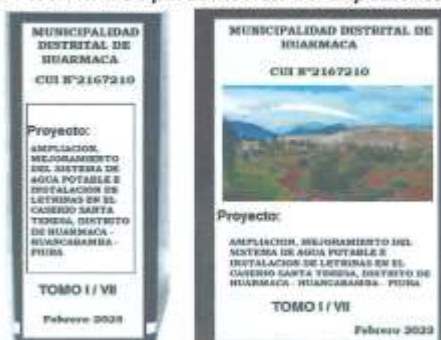 MUNICIPALIDAD
DISTRITAL DE
HUARMACA
CUI N°2167210
Proyecto:
AMPLIACION,
MEJORAMIENTO
DEL SISTEMA DE
AGUA POTABLE E
INSTALACION DE
LETRINAS EN EL
CASERIO SANTA
TERESA, DISTRITO
DE HUARMACA -
HUANCABAMBA -
PIURA
TOMO I / VII
Febrero 2023
MUNICIPALIDAD DISTRITAL DE
HUARMACA
CUI N°2167210
Proyecto:
AMPLIACION, MEJORAMIENTO DEL
SISTEMA DE AGUA POTABLE E
INSTALACION DE LETRINAS EN EL
CASERIO SANTA TERESA, DISTRITO DE
HUARMACA - HUANCABAMBA - PIURA
TOMO I / VII
Febrero 2023